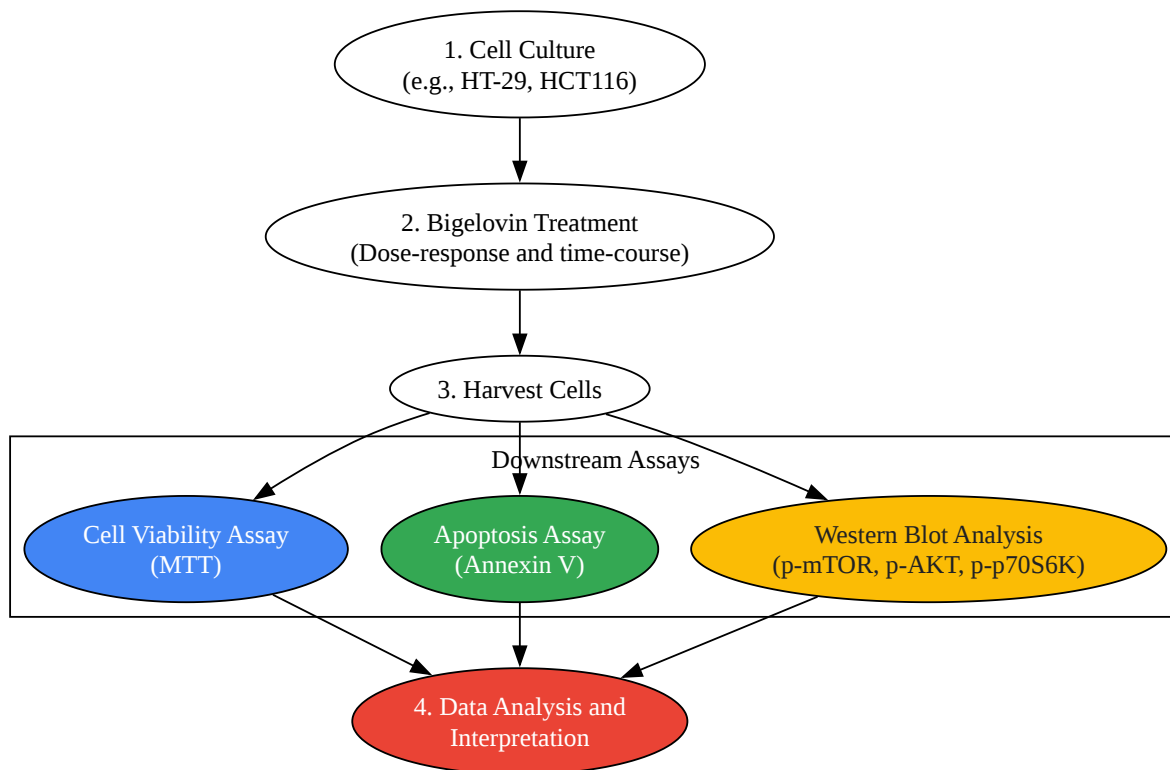 1. Cell Culture
(e.g., HT-29, HCT116)
2. Bigelovin Treatment
(Dose-response and time-course)
3. Harvest Cells
Downstream Assays
Cell Viability Assay
(MTT)
Apoptosis Assay
(Annexin V)
Western Blot Analysis
(p-mTOR, p-AKT, p-p70S6K)
4. Data Analysis and
Interpretation